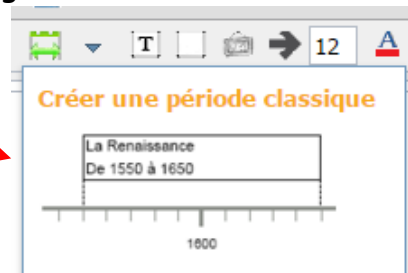 T 12 A
Créer une période classique
La Renaissance
De 1550 à 1650
1600